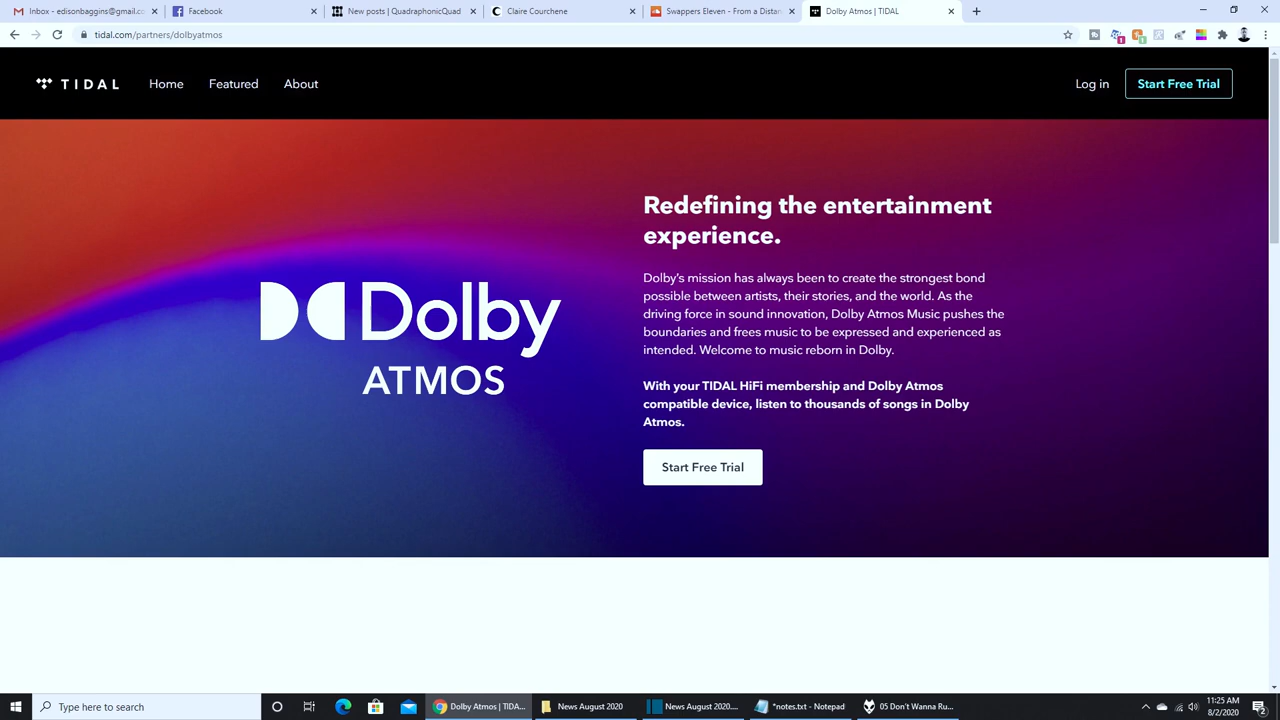 Inbox - edisonbaggins@gmail.cc
Facebook
New posts | QuadraphonicQuad
Claire Courchene
Swappers Eleven - From a Distan
Dolby Atmos | TIDAL
tidal.com/partners/dolbyatmos
TIDAL
Home
Featured
About
Log in
Start Free Trial
Redefining the entertainment
experience.
Dolby's mission has always been to create the strongest bond
possible between artists, their stories, and the world. As the
driving force in sound innovation, Dolby Atmos Music pushes the
boundaries and frees music to be expressed and experienced as
intended. Welcome to music reborn in Dolby.
Dolby
ATMOS
With your TIDAL HiFi membership and Dolby Atmos
compatible device, listen to thousands of songs in Dolby
Atmos.
Start Free Trial
Type here to search
Dolby Atmos | TIDA...
News August 2020
News August 2020....
*notes.txt - Notepad
05 Don't Wanna Ru...
11:25 AM
8/2/2020
2